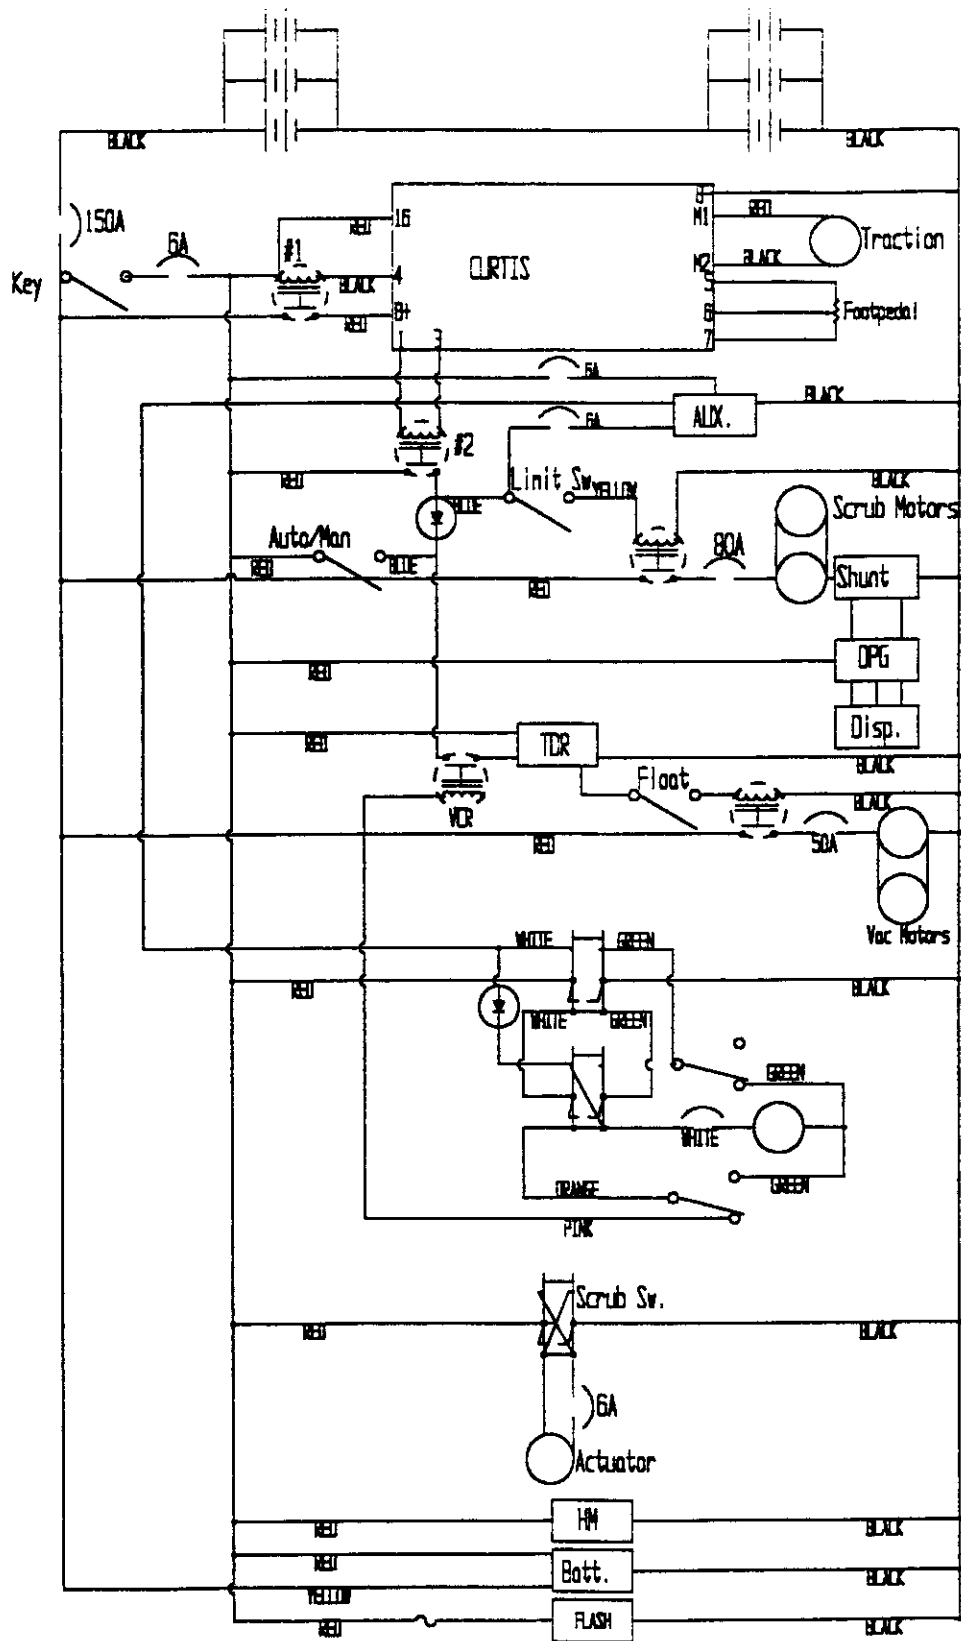 BLACK
BLACK
150A
16
RED
M1
RED
6A
#1
Traction
Key
4
BLACK
CURTIS
M2
BLACK
5
B+
RED
6
Footpedal
7
3
6A
BLACK
AUX.
6A
#2
RED
Limit Sw.
YELLOW
BLACK
BLUE
Scrub Motors
Auto/Man
80A
RED
BLUE
RED
Shunt
RED
DPG
RED
TDR
Disp.
BLACK
Float
VCR
BLACK
RED
50A
Vac Motors
WHITE
GREEN
RED
BLACK
WHITE
GREEN
GREEN
WHITE
ORANGE
GREEN
PINK
Scrub Sw.
RED
BLACK
6A
Actuator
HM
RED
BLACK
RED
Batt.
BLACK
YELLOW
RED
FLASH
BLACK